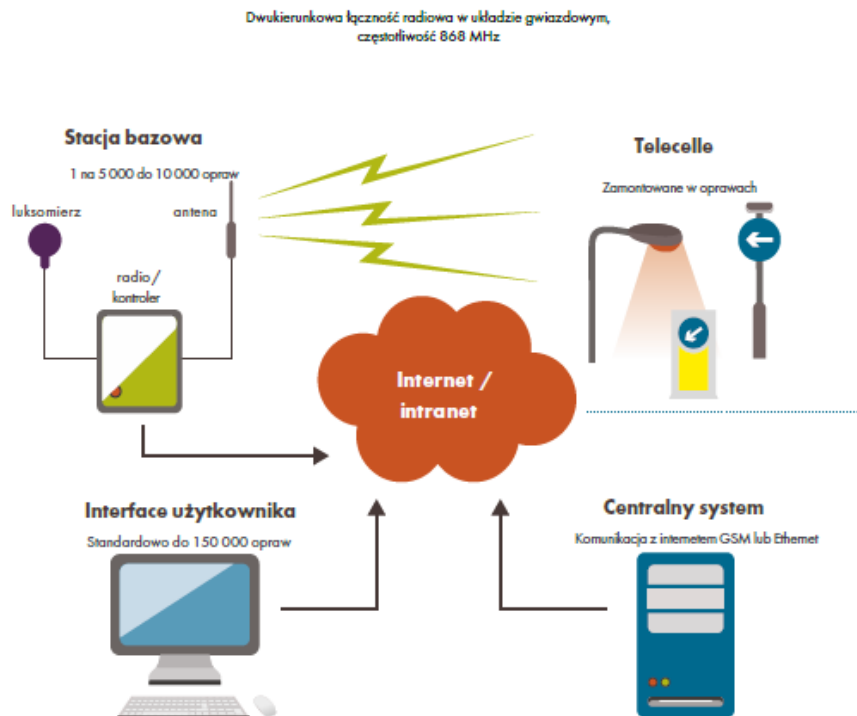 Dwukierunkowa łączność radiowa w układzie gwiazdowym,
częstotliwość 868 MHz
Stacja bazowa
1 na 5 000 do 10 000 opraw
luksomierz
antena
radio /
kontroler
Telecelle
Zamontowane w oprawach
Internet /
intranet
Interface użytkownika
Standardowo do 150 000 opraw
Centralny system
Komunikacja z internetem GSM lub Ethernet